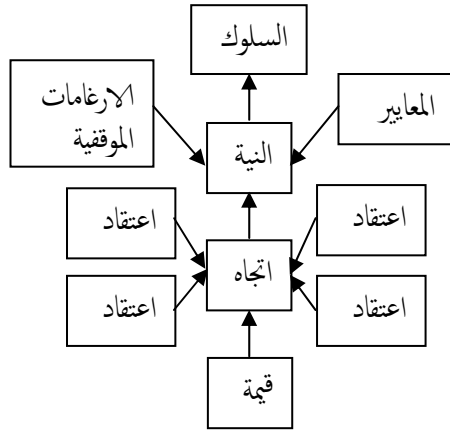 السلوك
الارغامات
الموقفية
المعايير
النية
اعتقاد
اعتقاد
اتجاه
اعتقاد
اعتقاد
قيمة